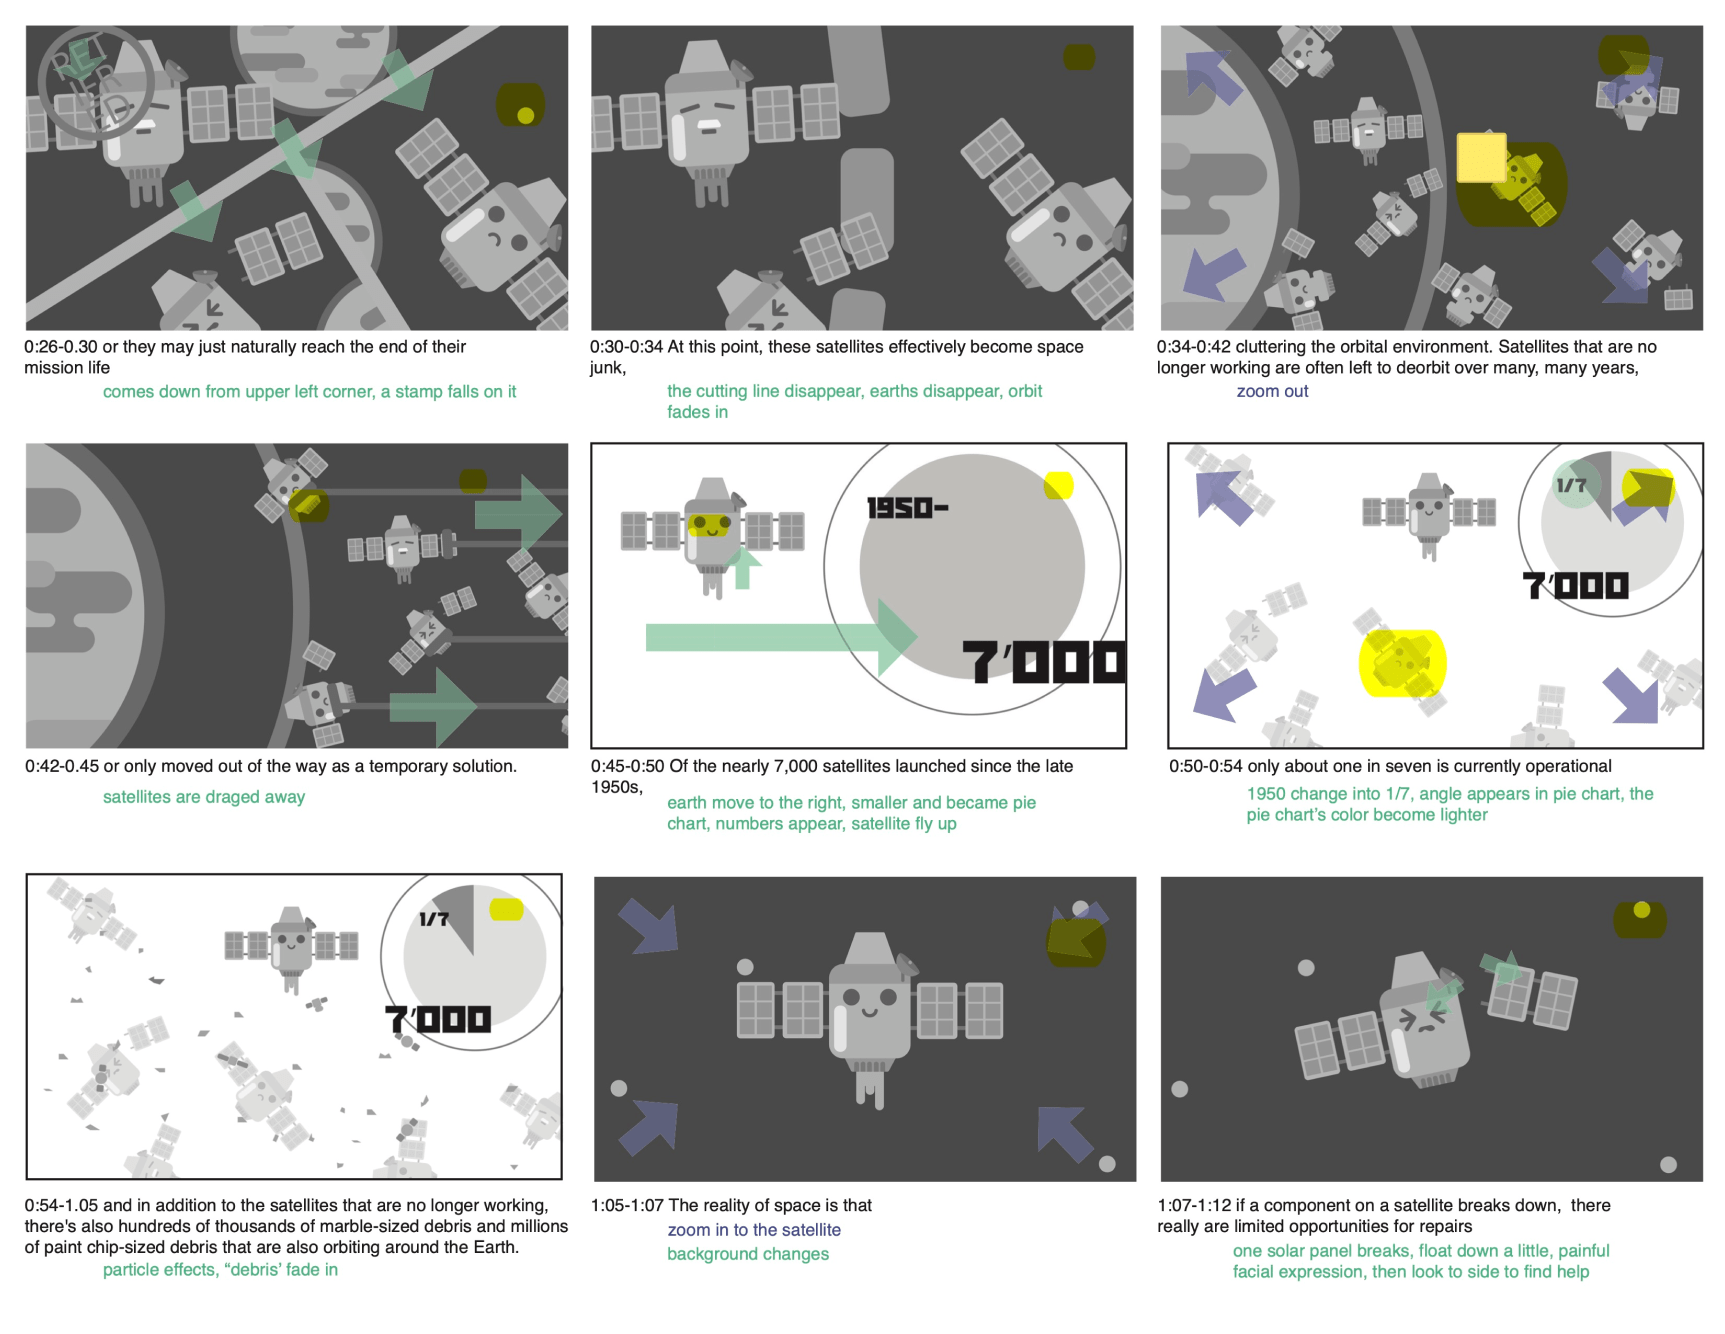 RET
IER
ED
0:26-0.30 or they may just naturally reach the end of their
mission life
comes down from upper left corner, a stamp falls on it
0:30-0:34 At this point, these satellites effectively become space
junk,
the cutting line disappear, earths disappear, orbit
fades in
0:34-0:42 cluttering the orbital environment. Satellites that are no
longer working are often left to deorbit over many, many years,
zoom out
0:42-0.45 or only moved out of the way as a temporary solution.
satellites are draged away
1950-
7'000
0:45-0:50 Of the nearly 7,000 satellites launched since the late
1950s,
earth move to the right, smaller and became pie
chart, numbers appear, satellite fly up
1/7
7'000
0:50-0:54 only about one in seven is currently operational
1950 change into 1/7, angle appears in pie chart, the
pie chart's color become lighter
1/7
7'000
0:54-1.05 and in addition to the satellites that are no longer working,
there's also hundreds of thousands of marble-sized debris and millions
of paint chip-sized debris that are also orbiting around the Earth.
particle effects, “debris’ fade in
1:05-1:07 The reality of space is that
zoom in to the satellite
background changes
1:07-1:12 if a component on a satellite breaks down,  there
really are limited opportunities for repairs
one solar panel breaks, float down a little, painful
facial expression, then look to side to find help